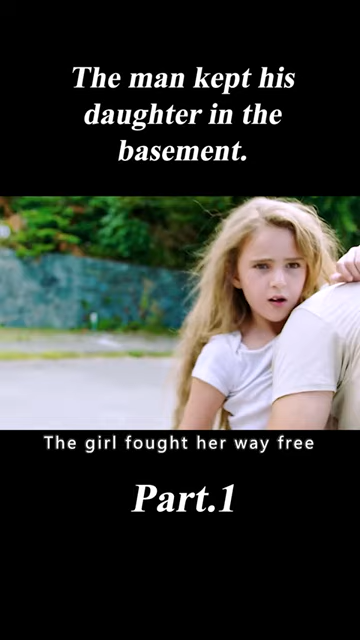 The man kept his
daughter in the
basement.
The girl fought her way free
Part.1